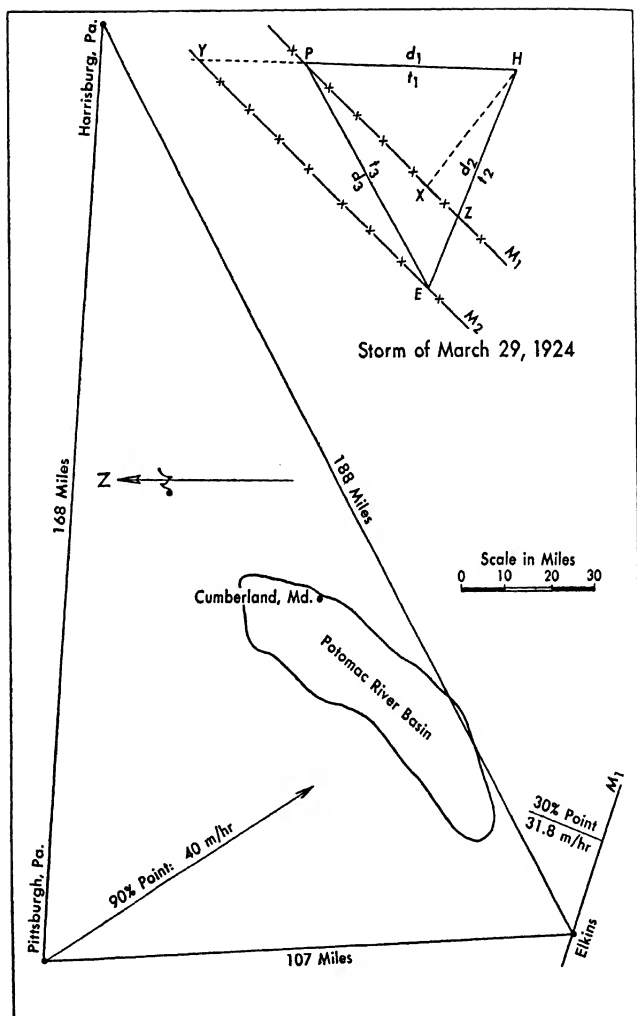 Harrisburg, Pa.
Y
P
d₁
H
t₁
d₃
t₃
d₂
t₂
X
Z
M₁
E
M₂
Storm of March 29, 1924
168 Miles
N
188 Miles
Scale in Miles
0 10 20 30
Cumberland, Md.
Potomac River Basin
M₁
30% Point
31.8 m/hr
90% Point: 40 m/hr
Pittsburgh, Pa.
107 Miles
Elkins